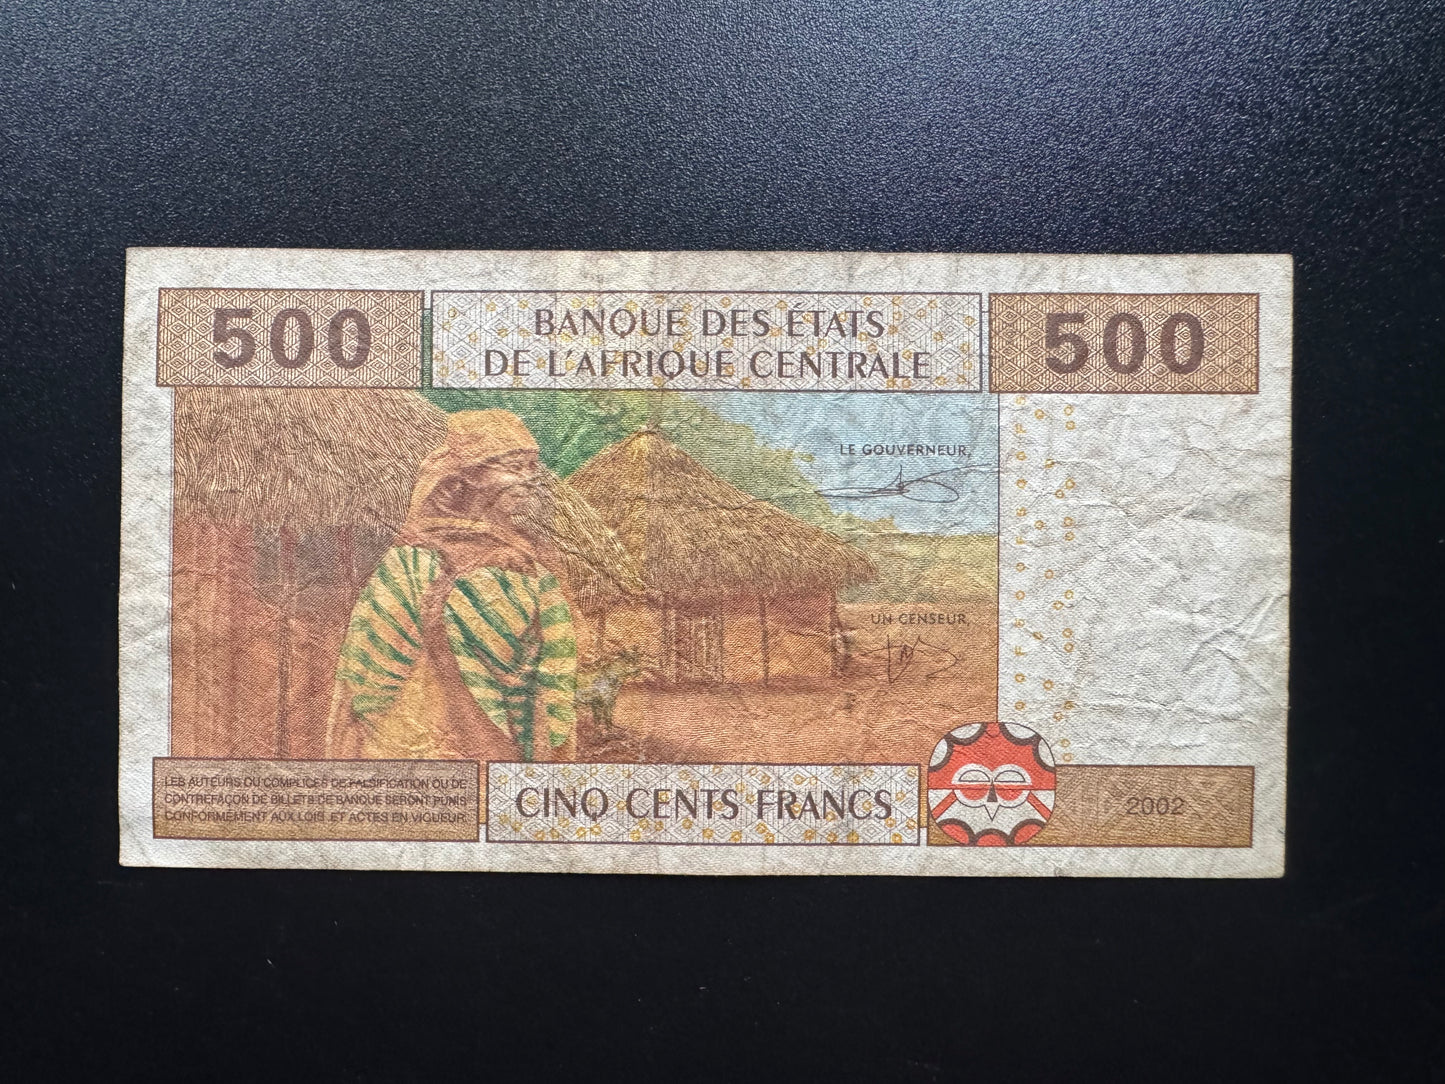 500
BANQUE DES ÉTATS
DE L'AFRIQUE CENTRALE
500
LE GOUVERNEUR,
UN CENSEUR,
LES AUTEURS OU COMPLICES DE FALSIFICATION OU DE
CONTREFAÇON DE BILLETS DE BANQUE SERONT PUNIS
CONFORMÉMENT AUX LOIS ET ACTES EN VIGUEUR.
CINQ CENTS FRANCS
2002